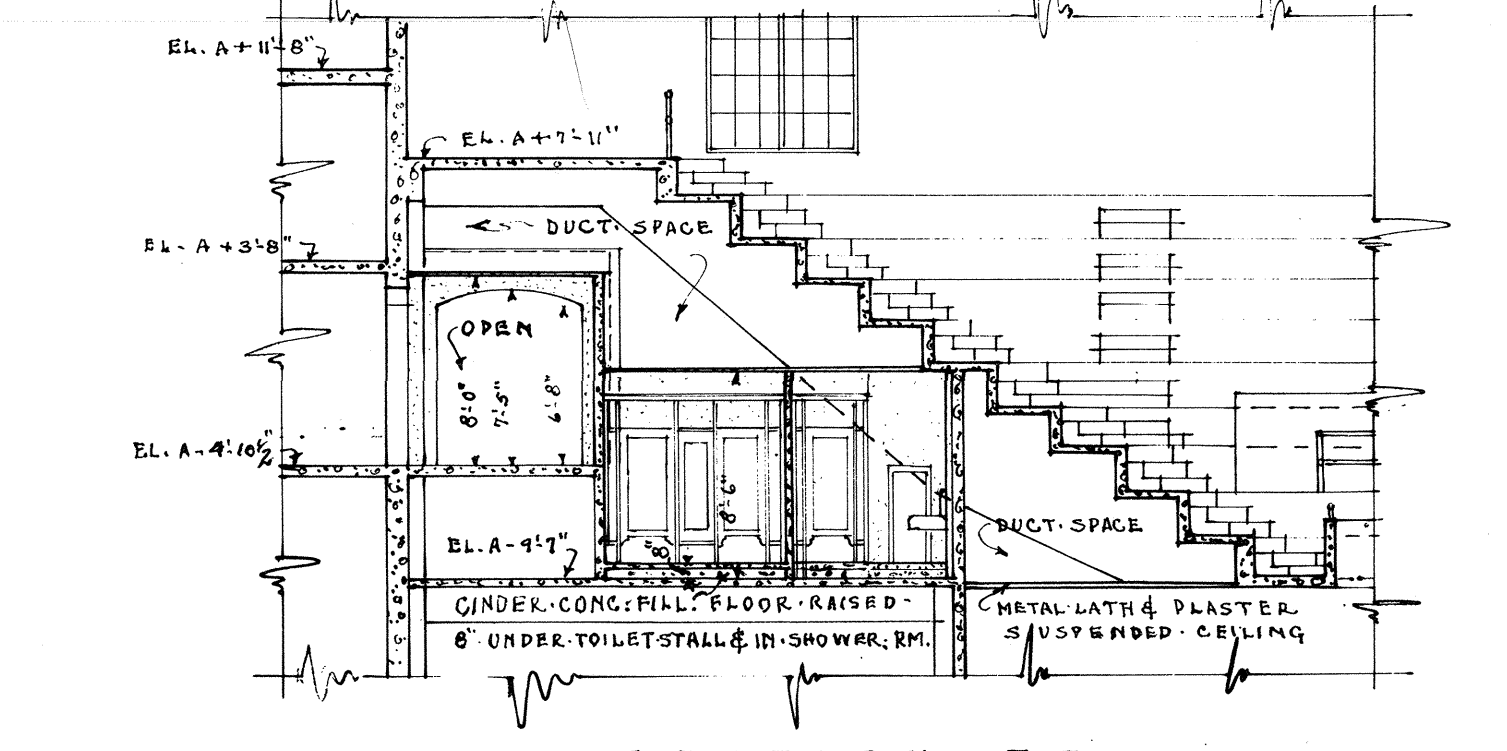 EL. A + 11'-8"
EL. A + 7'-11"
DUCT. SPACE
EL. A + 3'-8"
OPEN
8'-0"
7'-5"
6'-8"
EL. A - 4'-10½"
8'-6"
DUCT. SPACE
EL. A - 9'-7"
8"
CINDER. CONC. FILL. FLOOR. RAISED-
8" UNDER. TOILET. STALL & IN. SHOWER. RM.
METAL LATH & PLASTER
SUSPENDED. CEILING